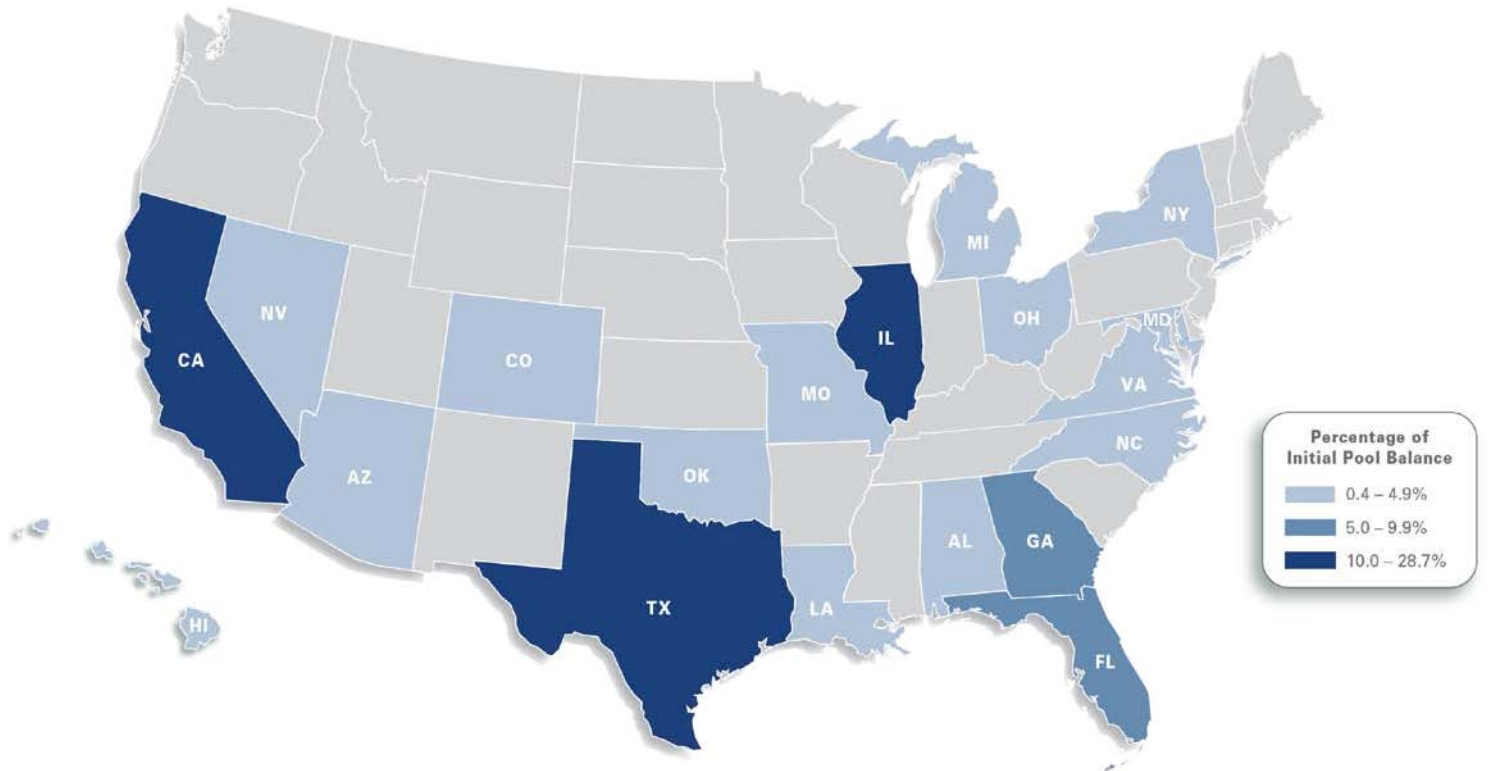 NY
MI
NV
OH
MD
IL
CO
CA
VA
MO
NC
AZ
OK
AL
GA
TX
LA
HI
FL
Percentage of
Initial Pool Balance
0.4 – 4.9%
5.0 – 9.9%
10.0 – 28.7%